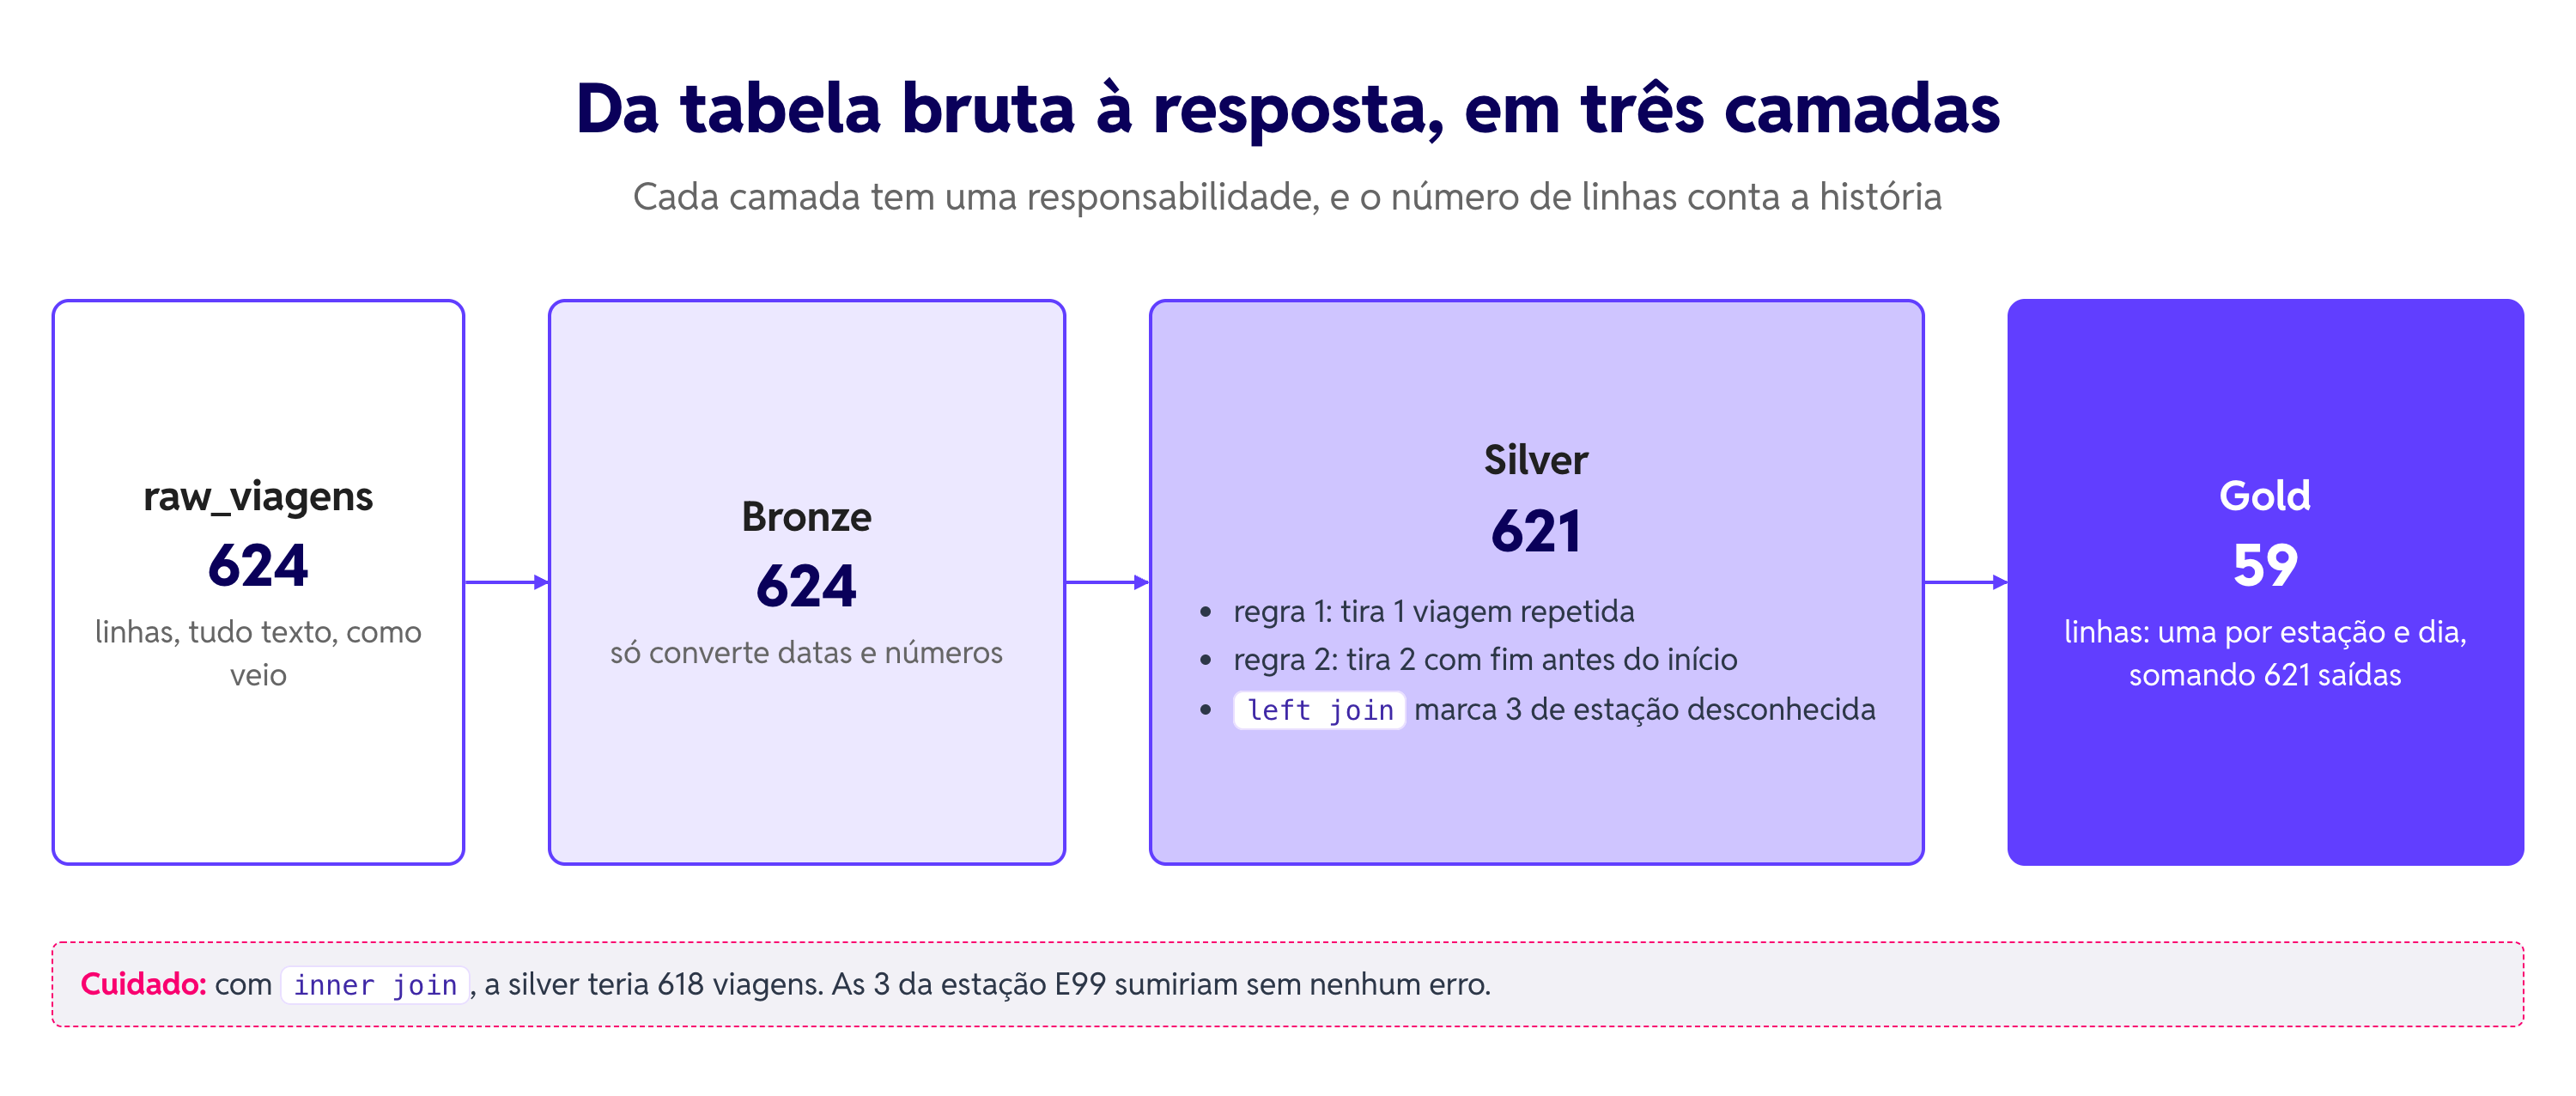 Da tabela bruta à resposta, em três camadas
Cada camada tem uma responsabilidade, e o número de linhas conta a história
raw_viagens
624
linhas, tudo texto, como
veio
Bronze
624
só converte datas e números
Silver
621
• regra 1: tira 1 viagem repetida
• regra 2: tira 2 com fim antes do início
• left join marca 3 de estação desconhecida
Gold
59
linhas: uma por estação e dia,
somando 621 saídas
Cuidado: com inner join, a silver teria 618 viagens. As 3 da estação E99 sumiriam sem nenhum erro.